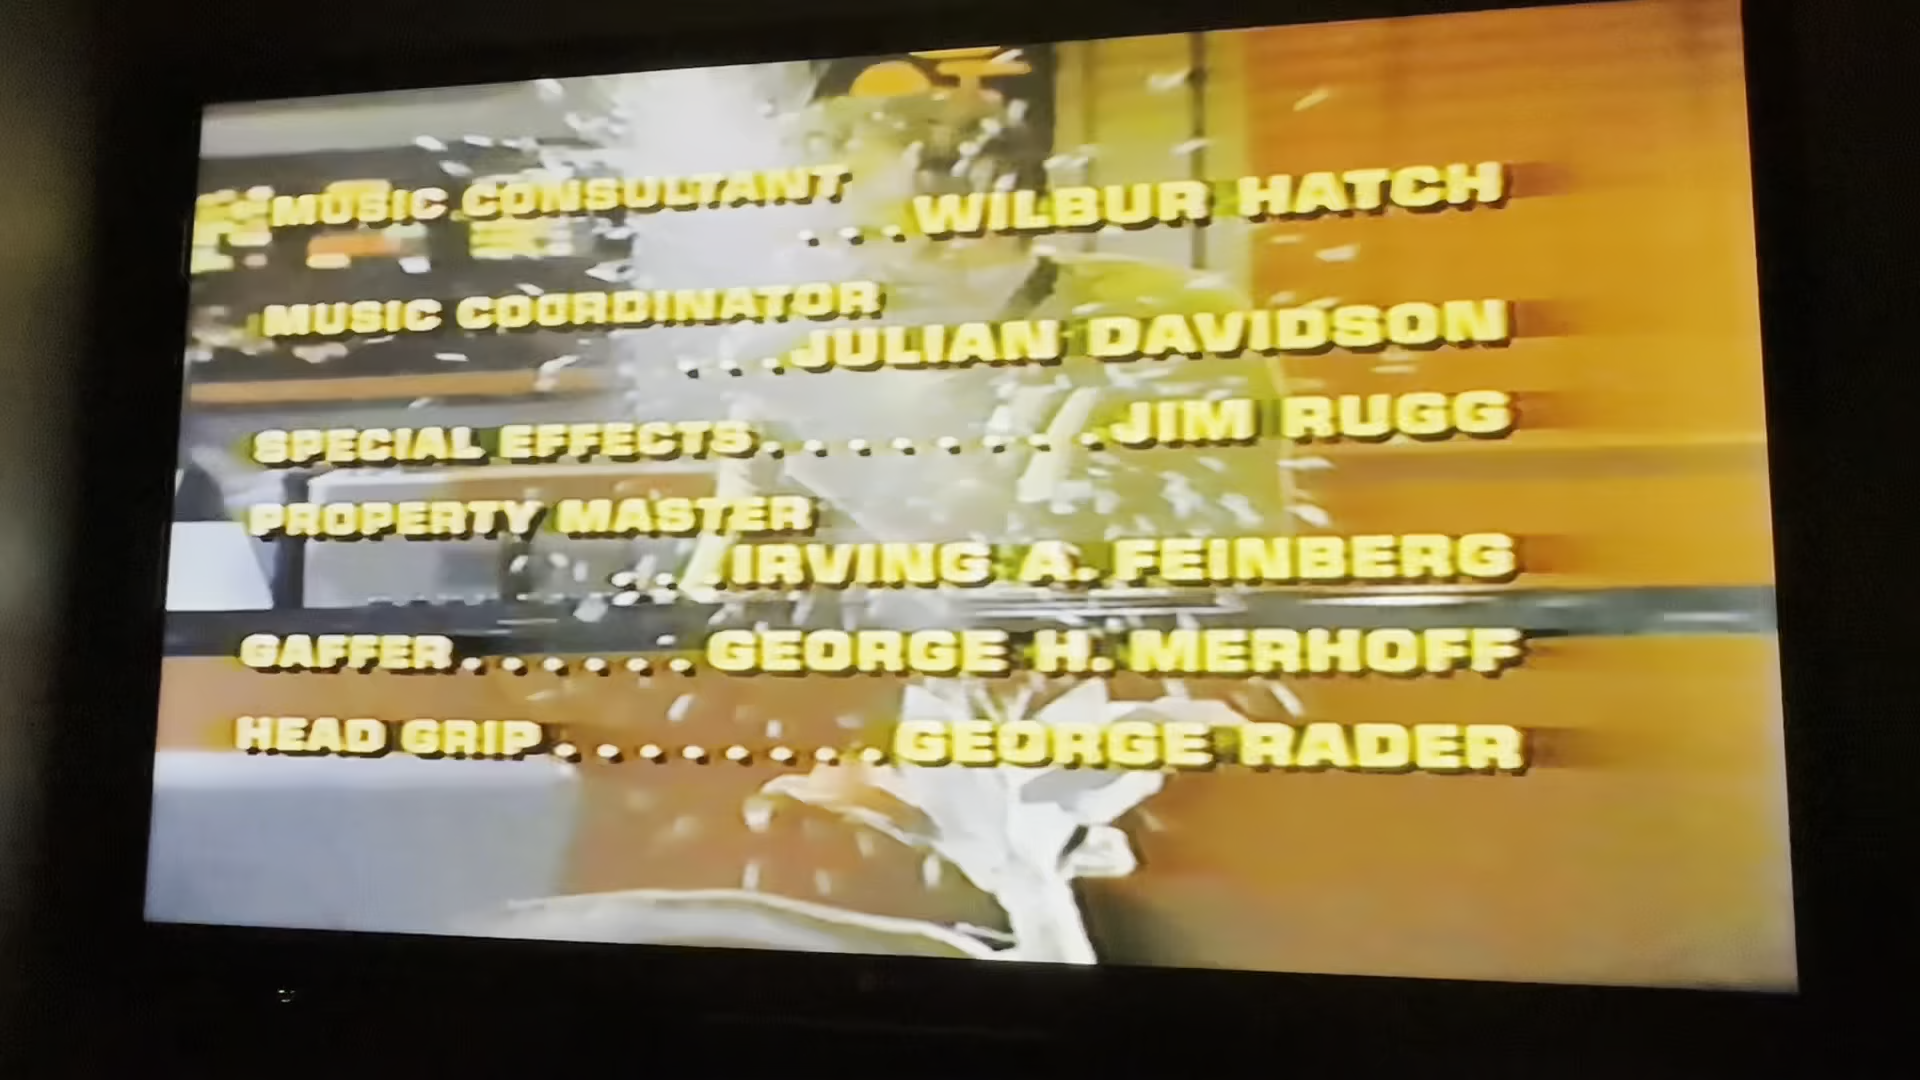 MUSIC CONSULTANT
...WILBUR HATCH
MUSIC COORDINATOR
...JULIAN DAVIDSON
SPECIAL EFFECTS........JIM RUGG
PROPERTY MASTER
...IRVING A. FEINBERG
GAFFER......GEORGE H. MERHOFF
HEAD GRIP........GEORGE RADER